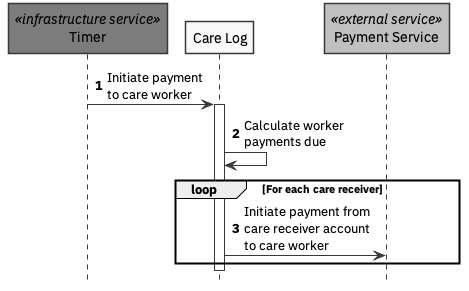 «infrastructure service»
Timer
Care Log
«external service»
Payment Service
1 Initiate payment
to care worker
2 Calculate worker
payments due
loop [For each care receiver]
Initiate payment from
3 care receiver account
to care worker